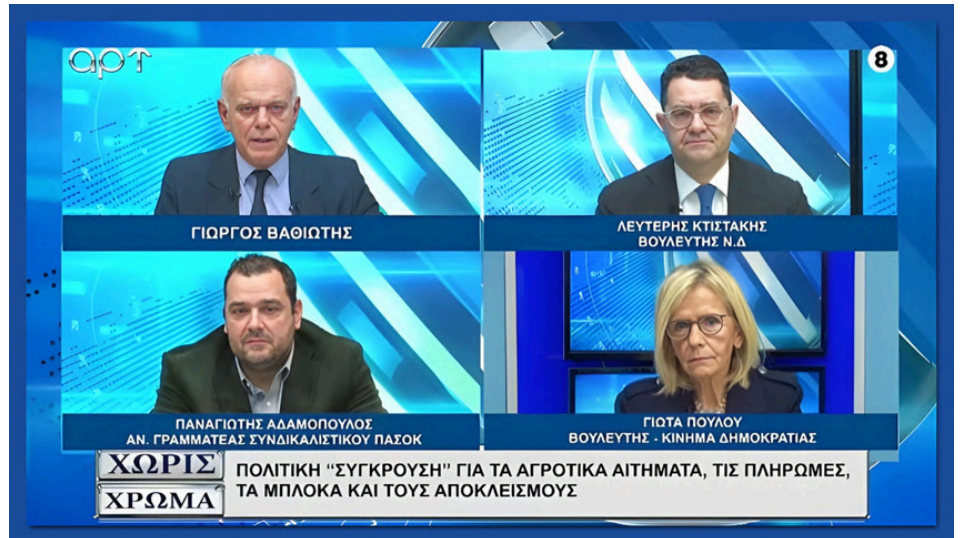 αρτ
8
ΓΙΩΡΓΟΣ ΒΑΘΙΩΤΗΣ
ΛΕΥΤΕΡΗΣ ΚΤΙΣΤΑΚΗΣ
ΒΟΥΛΕΥΤΗΣ Ν.Δ
ΠΑΝΑΓΙΩΤΗΣ ΑΔΑΜΟΠΟΥΛΟΣ
ΑΝ. ΓΡΑΜΜΑΤΕΑΣ ΣΥΝΔΙΚΑΛΙΣΤΙΚΟΥ ΠΑΣΟΚ
ΓΙΩΤΑ ΠΟΥΛΟΥ
ΒΟΥΛΕΥΤΗΣ - ΚΙΝΗΜΑ ΔΗΜΟΚΡΑΤΙΑΣ
ΧΩΡΙΣ
ΧΡΩΜΑ
ΠΟΛΙΤΙΚΗ “ΣΥΓΚΡΟΥΣΗ” ΓΙΑ ΤΑ ΑΓΡΟΤΙΚΑ ΑΙΤΗΜΑΤΑ, ΤΙΣ ΠΛΗΡΩΜΕΣ,
ΤΑ ΜΠΛΟΚΑ ΚΑΙ ΤΟΥΣ ΑΠΟΚΛΕΙΣΜΟΥΣ